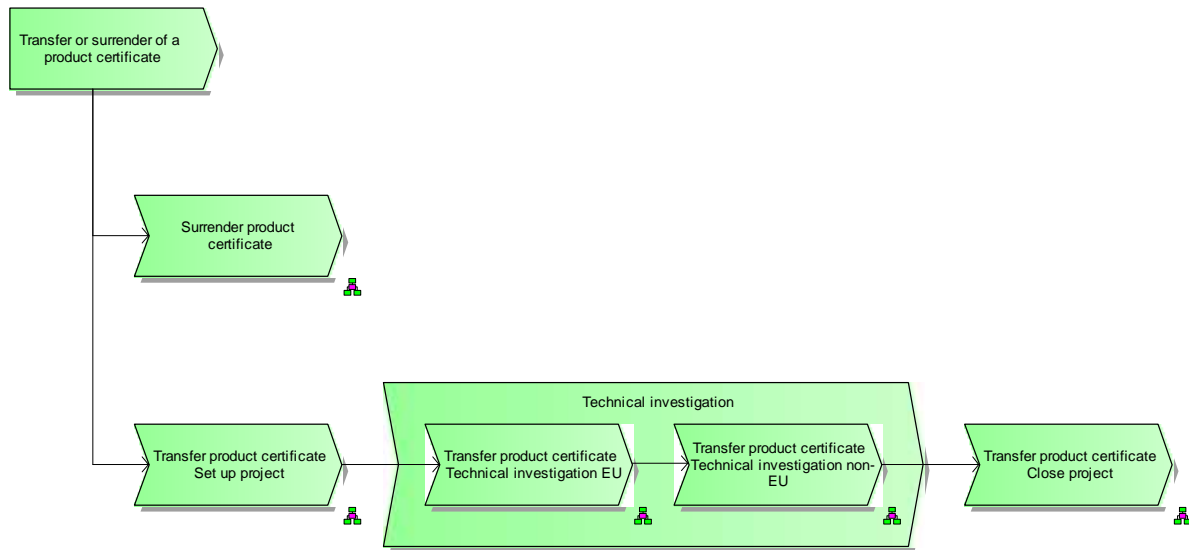 Transfer or surrender of a
product certificate
Surrender product
certificate
Technical investigation
Transfer product certificate
Set up project
Transfer product certificate
Technical investigation EU
Transfer product certificate
Technical investigation non-
EU
Transfer product certificate
Close project